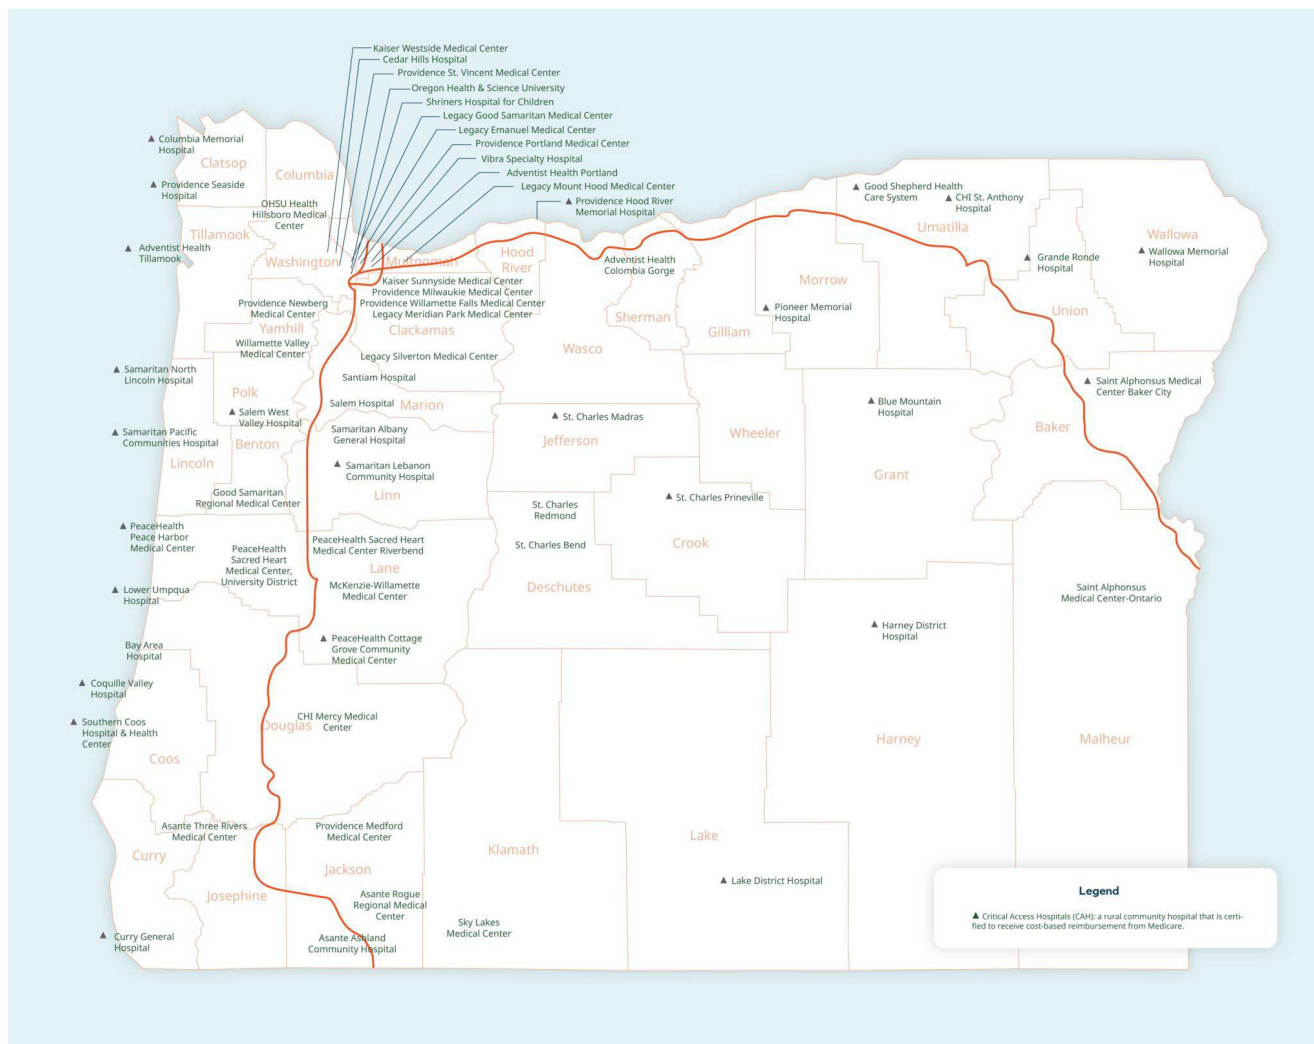 Kaiser Westside Medical Center
Cedar Hills Hospital
Providence St. Vincent Medical Center
Oregon Health & Science University
Shriners Hospital for Children
Legacy Good Samaritan Medical Center
Legacy Emanuel Medical Center
Providence Portland Medical Center
Vibra Specialty Hospital
Adventist Health Portland
Legacy Mount Hood Medical Center
▲ Providence Hood River
Memorial Hospital
▲ Columbia Memorial
Hospital
Clatsop
Columbia
▲ Providence Seaside
Hospital
OHSU Health
Hillsboro Medical
Center
Tillamook
▲ Adventist Health
Tillamook
Washington
Multnomah
Hood
River
Adventist Health
Colombia Gorge
▲ Good Shepherd Health
Care System
▲ CHI St. Anthony
Hospital
Umatilla
Wallowa
▲ Wallowa Memorial
Hospital
▲ Grande Ronde
Hospital
Kaiser Sunnyside Medical Center
Providence Milwaukie Medical Center
Providence Willamette Falls Medical Center
Legacy Meridian Park Medical Center
Clackamas
Providence Newberg
Medical Center
Yamhill
Willamette Valley
Medical Center
Sherman
Gilliam
Morrow
▲ Pioneer Memorial
Hospital
Union
Wasco
Legacy Silverton Medical Center
Santiam Hospital
Salem Hospital
Marion
▲ Samaritan North
Lincoln Hospital
Polk
▲ Salem West
Valley Hospital
▲ Saint Alphonsus Medical
Center Baker City
▲ Blue Mountain
Hospital
▲ St. Charles Madras
Jefferson
Wheeler
Baker
▲ Samaritan Pacific
Communities Hospital
Benton
Samaritan Albany
General Hospital
Lincoln
▲ Samaritan Lebanon
Community Hospital
Linn
Grant
Good Samaritan
Regional Medical Center
▲ St. Charles Prineville
St. Charles
Redmond
St. Charles Bend
Crook
▲ PeaceHealth
Peace Harbor
Medical Center
PeaceHealth
Sacred Heart
Medical Center,
University District
PeaceHealth Sacred Heart
Medical Center Riverbend
Lane
McKenzie-Willamette
Medical Center
Deschutes
▲ Lower Umpqua
Hospital
Saint Alphonsus
Medical Center-Ontario
▲ Harney District
Hospital
▲ PeaceHealth Cottage
Grove Community
Medical Center
Bay Area
Hospital
▲ Coquille Valley
Hospital
▲ Southern Coos
Hospital & Health
Center
Coos
Douglas
CHI Mercy Medical
Center
Harney
Malheur
Asante Three Rivers
Medical Center
Providence Medford
Medical Center
Curry
Jackson
Klamath
Lake
Josephine
▲ Lake District Hospital
Asante Rogue
Regional Medical
Center
Sky Lakes
Medical Center
▲ Curry General
Hospital
Asante Ashland
Community Hospital
Legend
▲ Critical Access Hospitals (CAH): a rural community hospital that is certi-
fied to receive cost-based reimbursement from Medicare.